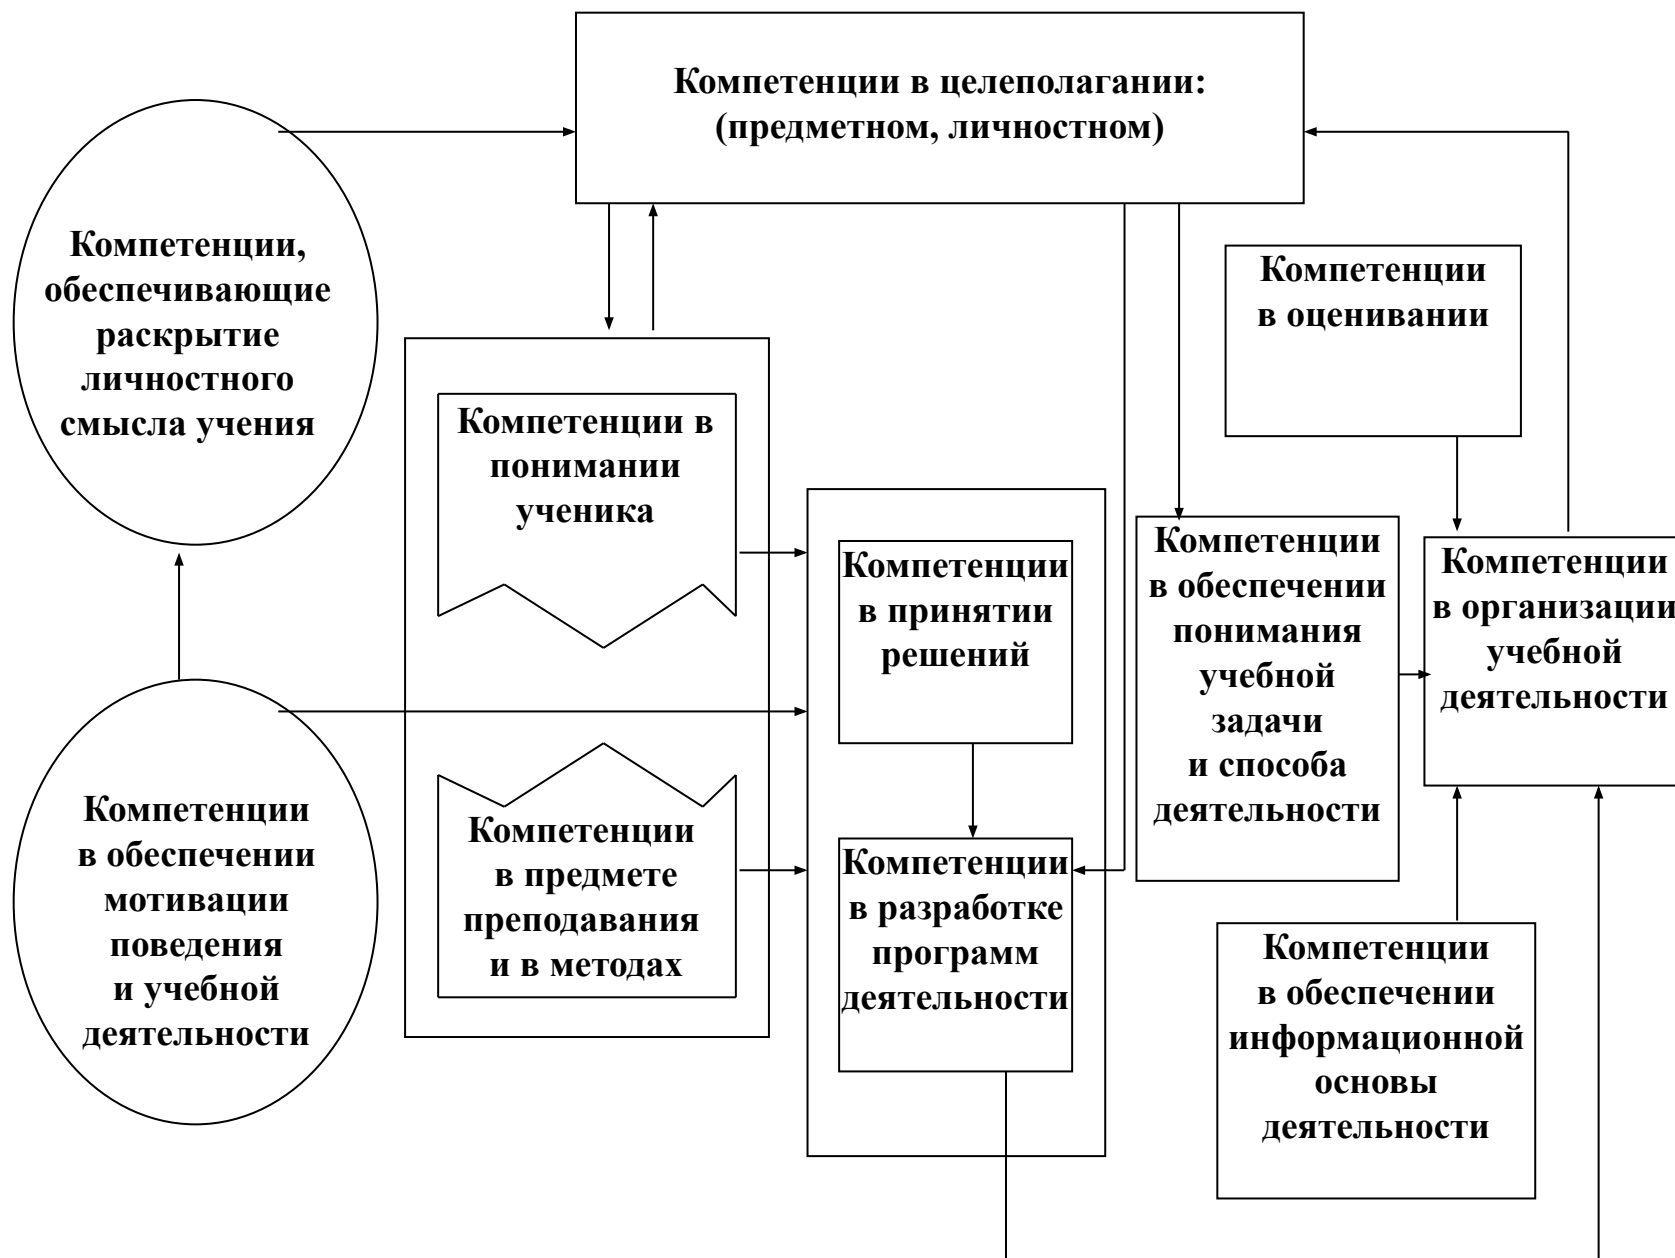 Компетенции в целеполагании:
(предметном, личностном)
Компетенции,
обеспечивающие
раскрытие
личностного
смысла учения
Компетенции
в оценивании
Компетенции в
понимании
ученика
Компетенции
в принятии
решений
Компетенции
в обеспечении
понимания
учебной
задачи
и способа
деятельности
Компетенции
в организации
учебной
деятельности
Компетенции
в обеспечении
мотивации
поведения
и учебной
деятельности
Компетенции
в предмете
преподавания
и в методах
Компетенции
в разработке
программ
деятельности
Компетенции
в обеспечении
информационной
основы
деятельности